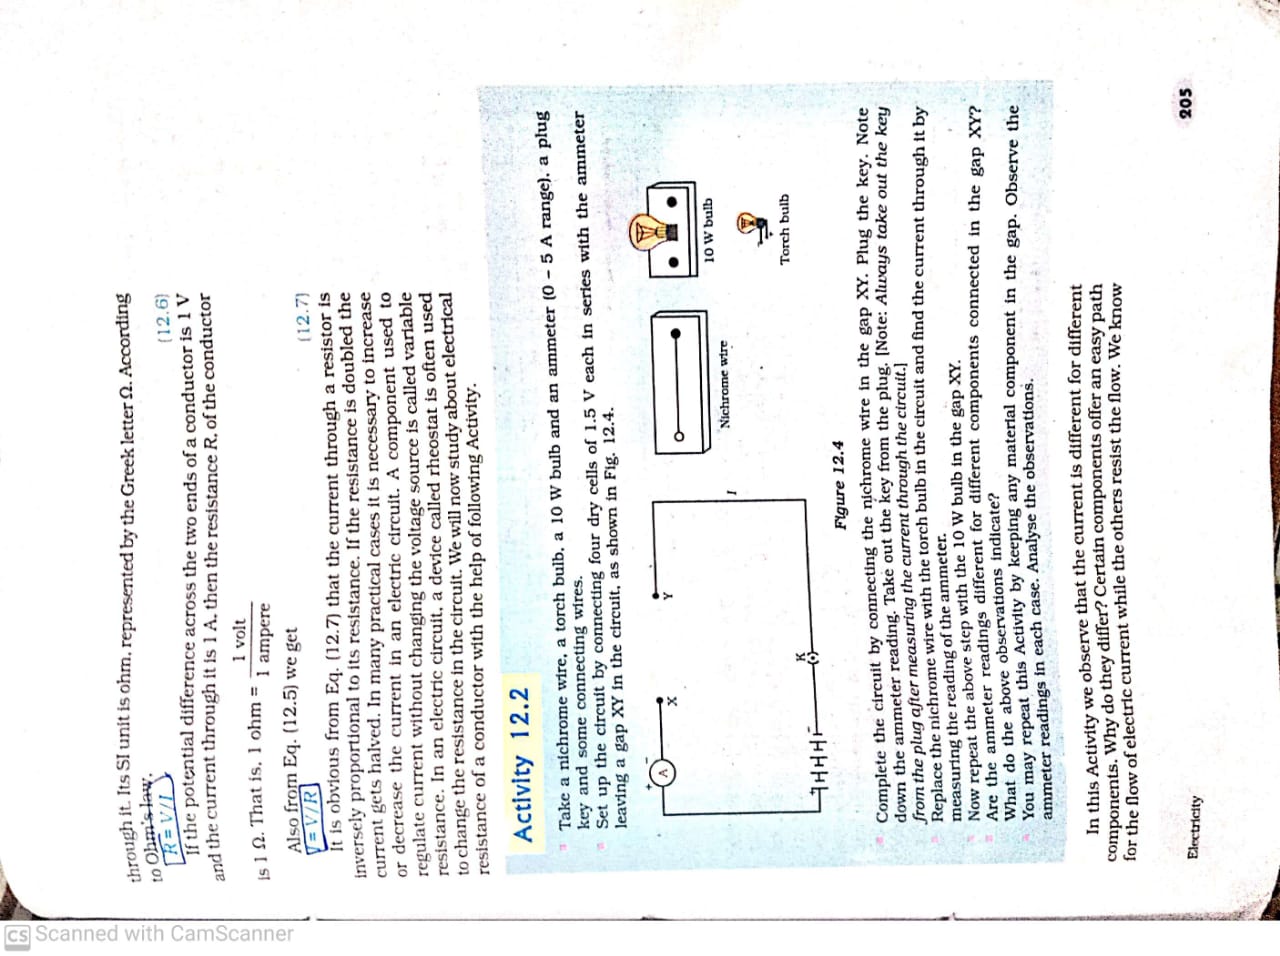 through it. Its SI unit is ohm, represented by the Greek letter Ω. According
to Ohm's law,
R = V/I (12.6)
If the potential difference across the two ends of a conductor is 1 V
and the current through it is 1 A, then the resistance R, of the conductor
is 1 Ω. That is, 1 ohm = 1 volt / 1 ampere
Also from Eq. (12.5) we get
I = V/R (12.7)
It is obvious from Eq. (12.7) that the current through a resistor is
inversely proportional to its resistance. If the resistance is doubled the
current gets halved. In many practical cases it is necessary to increase
or decrease the current in an electric circuit. A component used to
regulate current without changing the voltage source is called variable
resistance. In an electric circuit, a device called rheostat is often used
to change the resistance in the circuit. We will now study about electrical
resistance of a conductor with the help of following Activity.
Activity 12.2
Take a nichrome wire, a torch bulb, a 10 W bulb and an ammeter (0 – 5 A range), a plug
key and some connecting wires.
Set up the circuit by connecting four dry cells of 1.5 V each in series with the ammeter
leaving a gap XY in the circuit, as shown in Fig. 12.4.
+ A -
X
Y
K
I
Nichrome wire
10 W bulb
Torch bulb
Figure 12.4
Complete the circuit by connecting the nichrome wire in the gap XY. Plug the key. Note
down the ammeter reading. Take out the key from the plug. [Note: Always take out the key
from the plug after measuring the current through the circuit.]
Replace the nichrome wire with the torch bulb in the circuit and find the current through it by
measuring the reading of the ammeter.
Now repeat the above step with the 10 W bulb in the gap XY.
Are the ammeter readings different for different components connected in the gap XY?
What do the above observations indicate?
You may repeat this Activity by keeping any material component in the gap. Observe the
ammeter readings in each case. Analyse the observations.
In this Activity we observe that the current is different for different
components. Why do they differ? Certain components offer an easy path
for the flow of electric current while the others resist the flow. We know
Electricity
205
CS Scanned with CamScanner